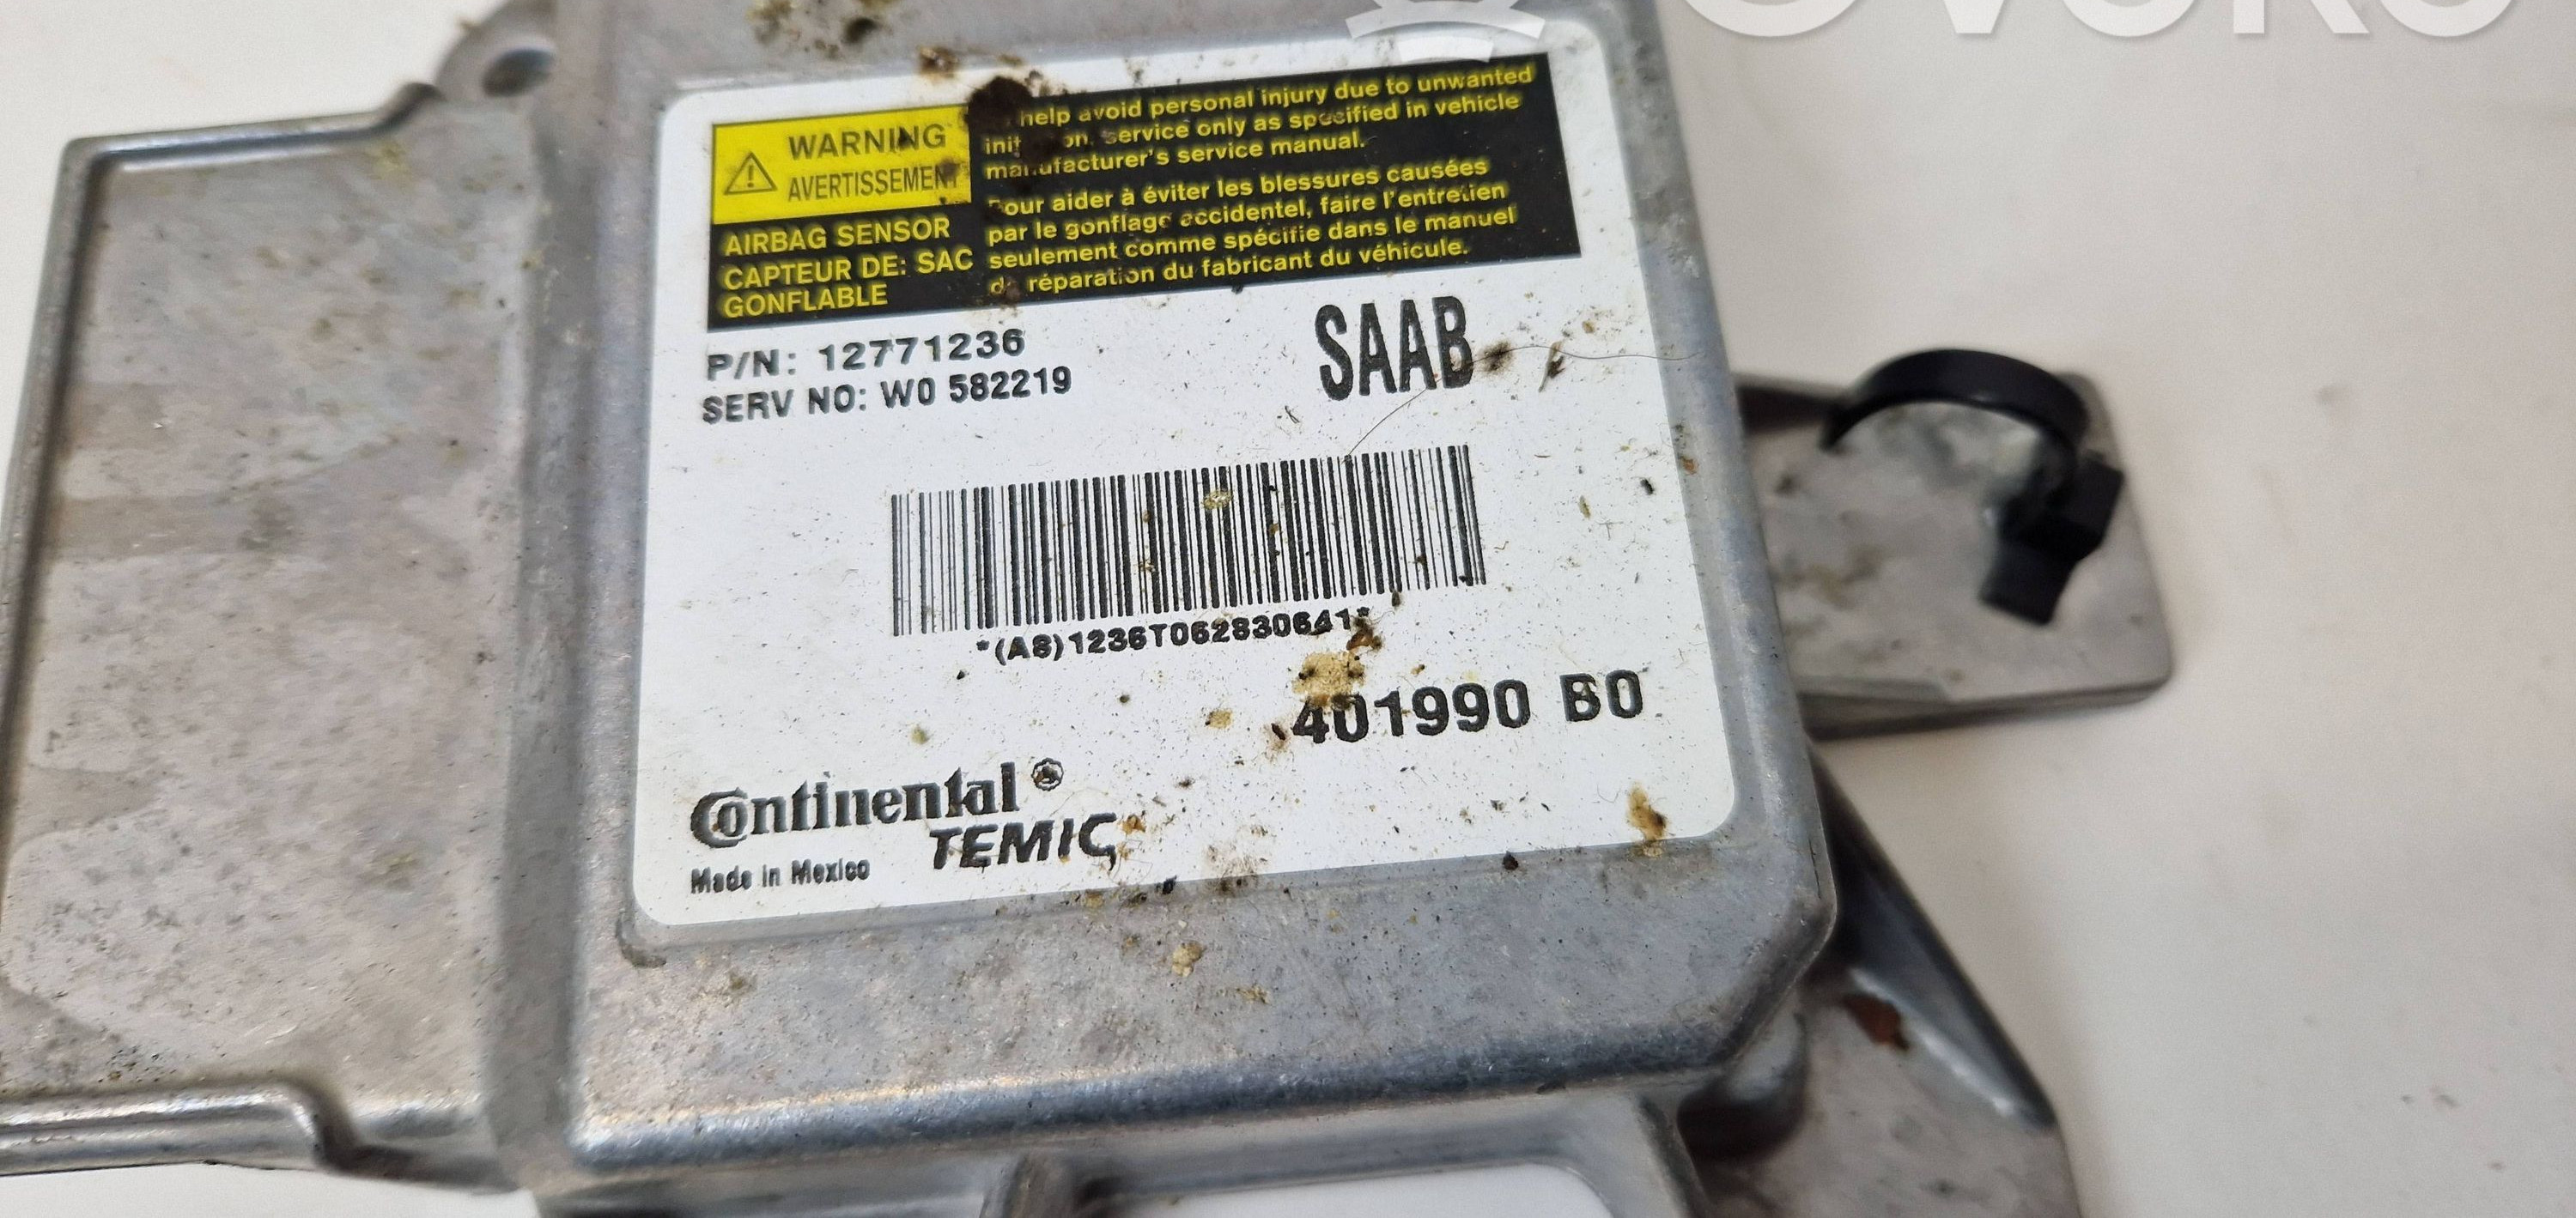 WARNING
AVERTISSEMENT
AIRBAG SENSOR
CAPTEUR DE: SAC
GONFLABLE
help avoid personal injury due to unwanted
service only as specified in vehicle
manufacturer's service manual.
Pour aider à éviter les blessures causées
par le gonflage accidentel, faire l'entretien
seulement comme spécifie dans le manuel
de réparation du fabricant du véhicule.
P/N: 12771236
SERV NO: W0 582219
SAAB
*(A8)1236T062830641*
401990 B0
Continental
TEMIC
Made in Mexico